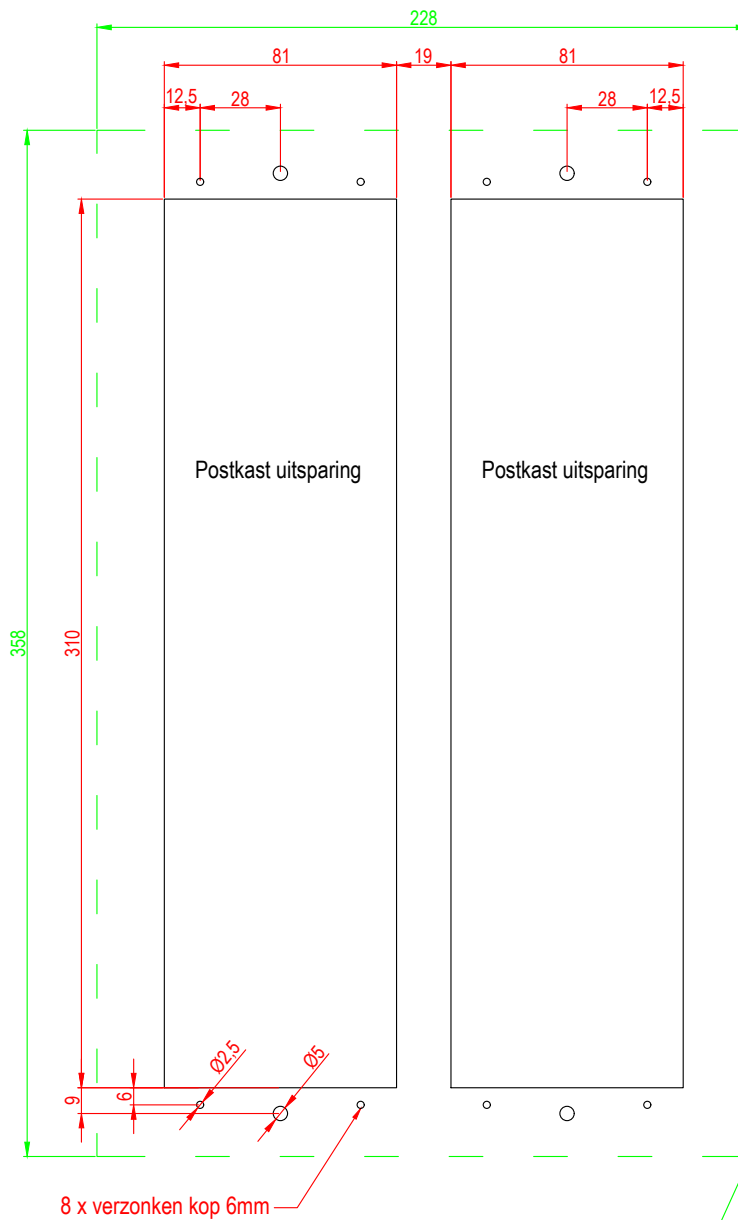 228
81
19
81
12,5
28
28
12,5
Postkast uitsparing
Postkast uitsparing
358
310
Ø2,5
Ø5
6
9
8 x verzonken kop 6mm